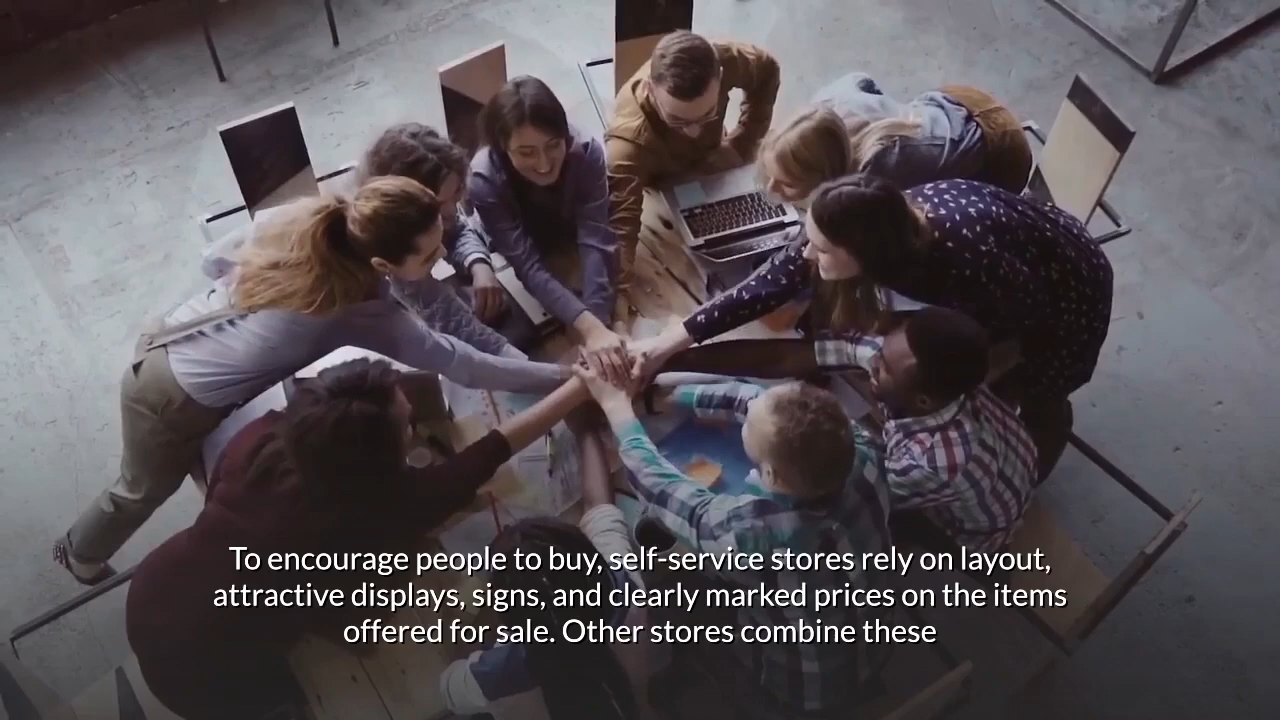 To encourage people to buy, self-service stores rely on layout,
attractive displays, signs, and clearly marked prices on the items
offered for sale. Other stores combine these